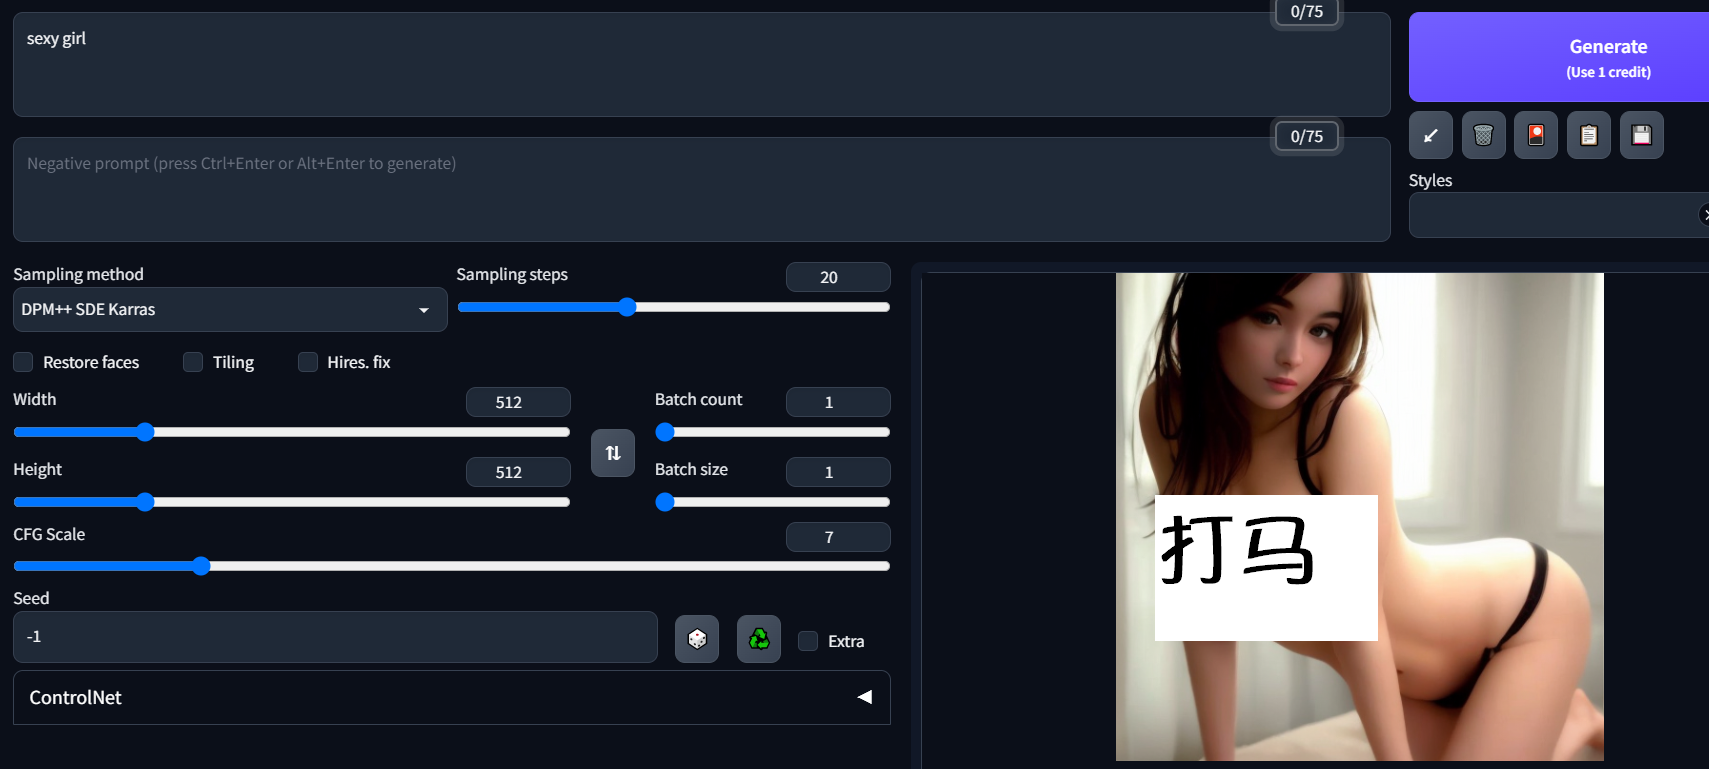 0/75
sexy girl
Generate
(Use 1 credit)
0/75
Negative prompt (press Ctrl+Enter or Alt+Enter to generate)
Styles
Sampling method
Sampling steps
20
DPM++ SDE Karras
Restore faces
Tiling
Hires. fix
Width
512
Batch count
1
Height
512
Batch size
1
CFG Scale
7
Seed
-1
Extra
ControlNet
打马